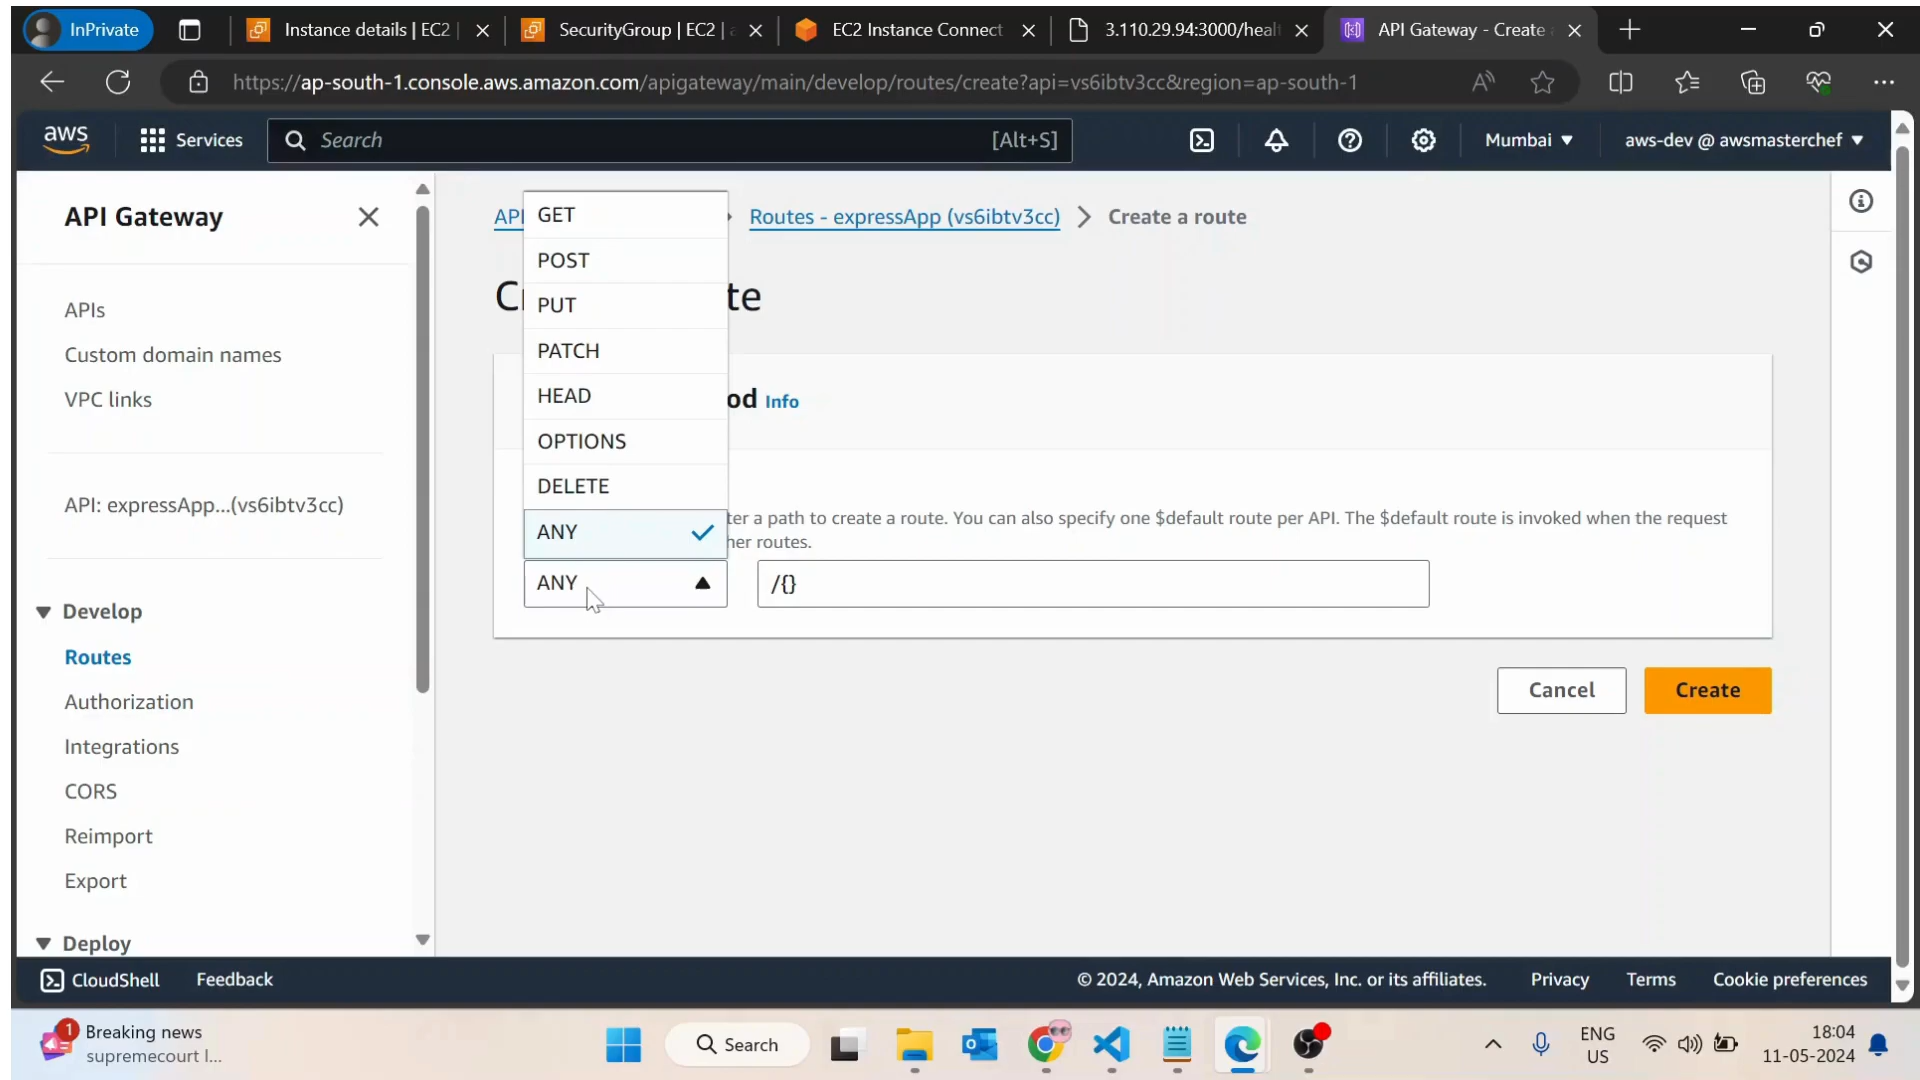 InPrivate
Instance details | EC2 |
SecurityGroup | EC2 | a
EC2 Instance Connect
3.110.29.94:3000/healt
API Gateway - Create a
https://ap-south-1.console.aws.amazon.com/apigateway/main/develop/routes/create?api=vs6ibtv3cc&region=ap-south-1
aws
Services
Search
[Alt+S]
Mumbai
aws-dev @ awsmasterchef
API Gateway
APIs
Custom domain names
VPC links
API: expressApp...(vs6ibtv3cc)
Develop
Routes
Authorization
Integrations
CORS
Reimport
Export
Deploy
API
Routes - expressApp (vs6ibtv3cc)
Create a route
te
od Info
ter a path to create a route. You can also specify one $default route per API. The $default route is invoked when the request
her routes.
GET
POST
PUT
PATCH
HEAD
OPTIONS
DELETE
ANY
ANY
/{}
Cancel
Create
CloudShell
Feedback
© 2024, Amazon Web Services, Inc. or its affiliates.
Privacy
Terms
Cookie preferences
1
Breaking news
supremecourt l...
Search
ENG
US
18:04
11-05-2024